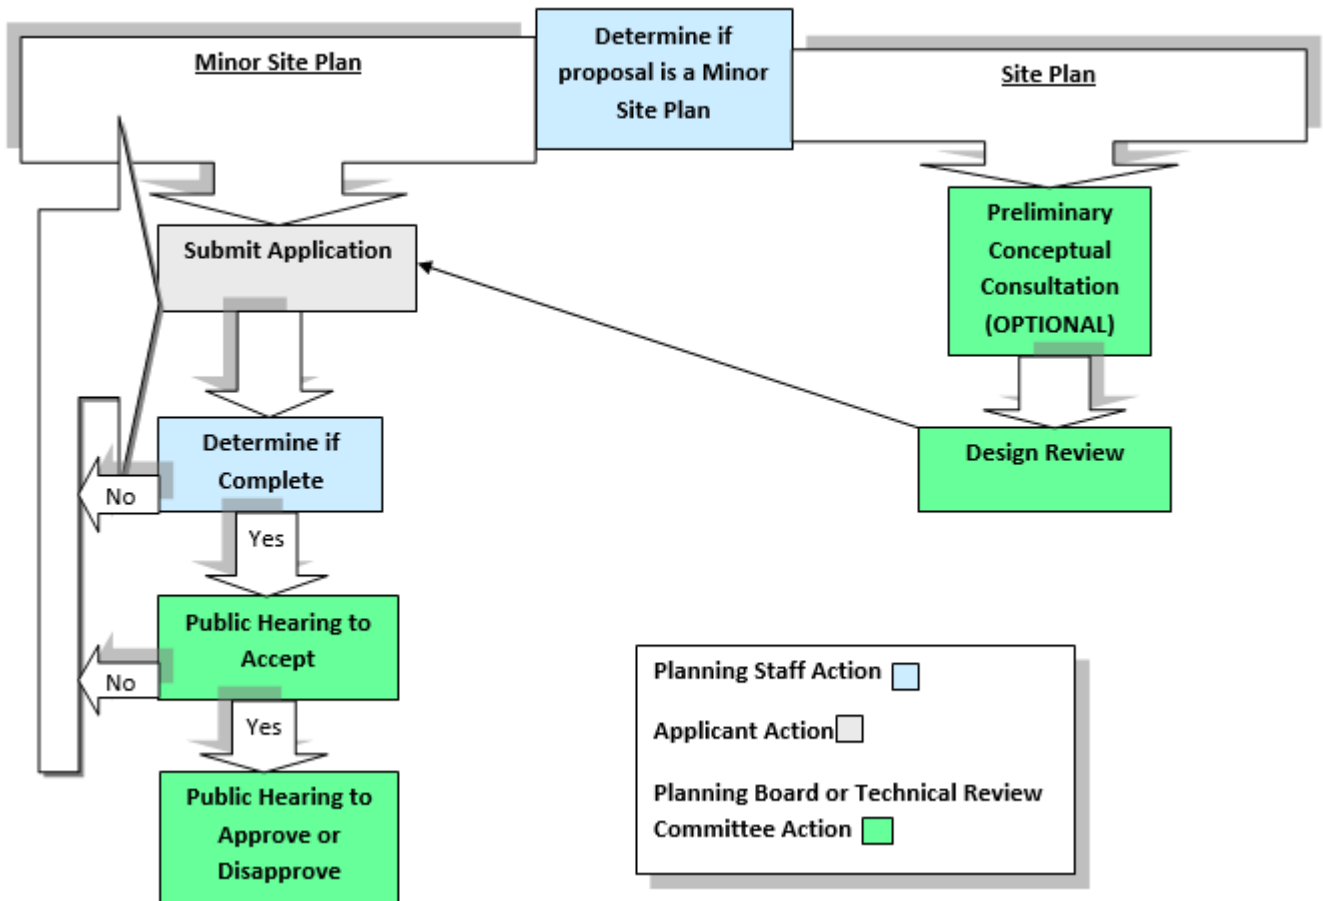 Determine if
proposal is a Minor
Site Plan
Minor Site Plan
Site Plan
Submit Application
Preliminary
Conceptual
Consultation
(OPTIONAL)
Determine if
Complete
Design Review
No
Yes
Public Hearing to
Accept
No
Yes
Public Hearing to
Approve or
Disapprove
Planning Staff Action
Applicant Action
Planning Board or Technical Review
Committee Action